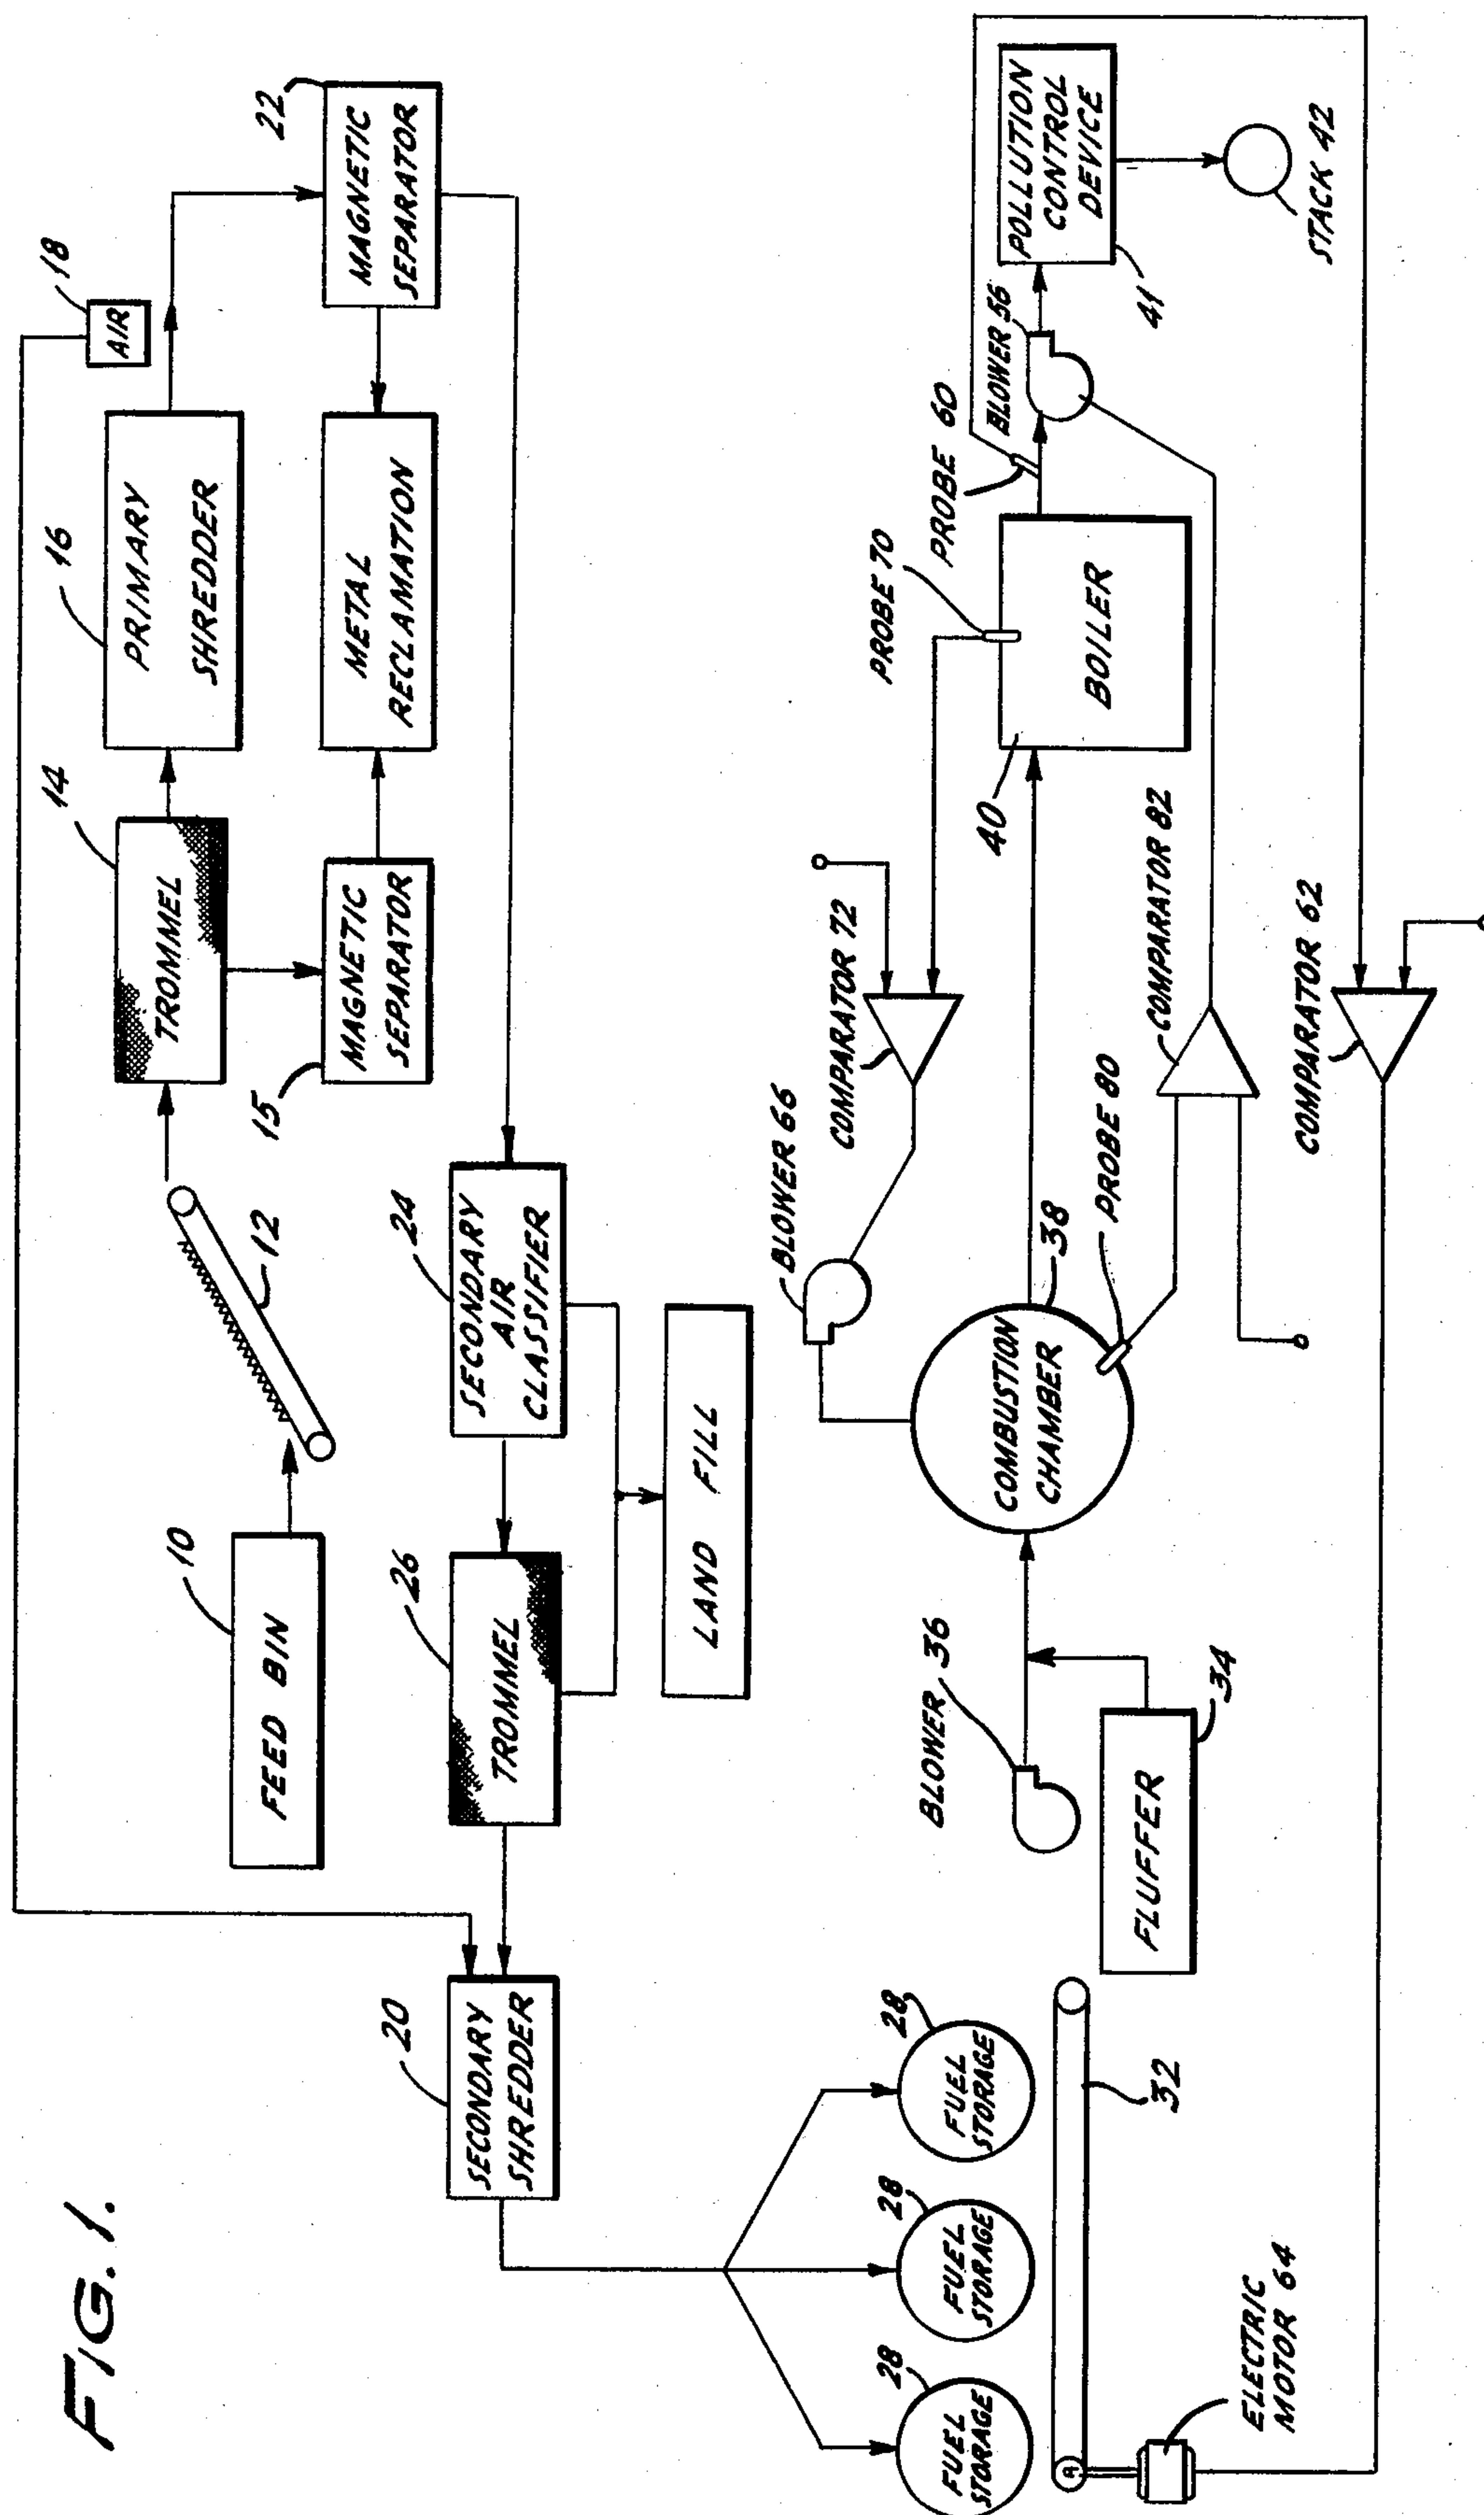 FIG. 1.
10
FEED BIN
12
14
TROMMEL
16
PRIMARY
SHREDDER
18
AIR
15
MAGNETIC
SEPARATOR
METAL
RECLAMATION
22
MAGNETIC
SEPARATOR
20
SECONDARY
SHREDDER
26
TROMMEL
24
SECONDARY
AIR
CLASSIFIER
LAND FILL
28
FUEL
STORAGE
28
FUEL
STORAGE
28
FUEL
STORAGE
32
ELECTRIC
MOTOR 64
BLOWER 36
FLUFFER
34
BLOWER 66
COMBUSTION
CHAMBER
38
PROBE 80
COMPARATOR 72
COMPARATOR 82
COMPARATOR 62
PROBE 70
40
BOILER
PROBE 60
BLOWER 56
POLLUTION
CONTROL
DEVICE
41
STACK 42